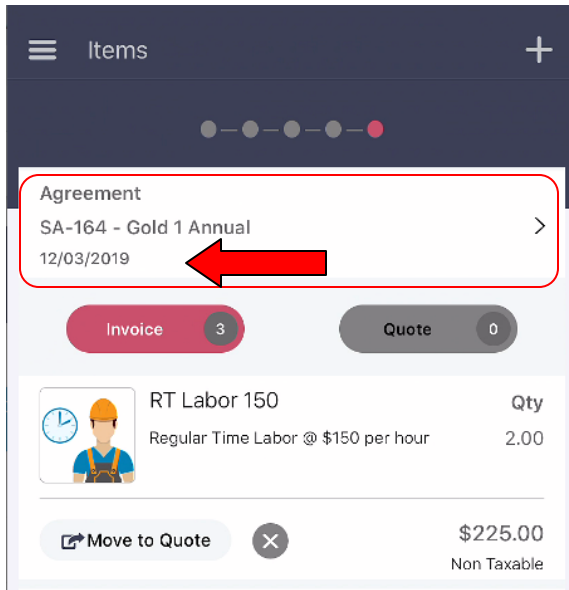 Items
Agreement
SA-164 - Gold 1 Annual
12/03/2019
Invoice 3
Quote 0
RT Labor 150
Qty
Regular Time Labor @ $150 per hour
2.00
Move to Quote
$225.00
Non Taxable